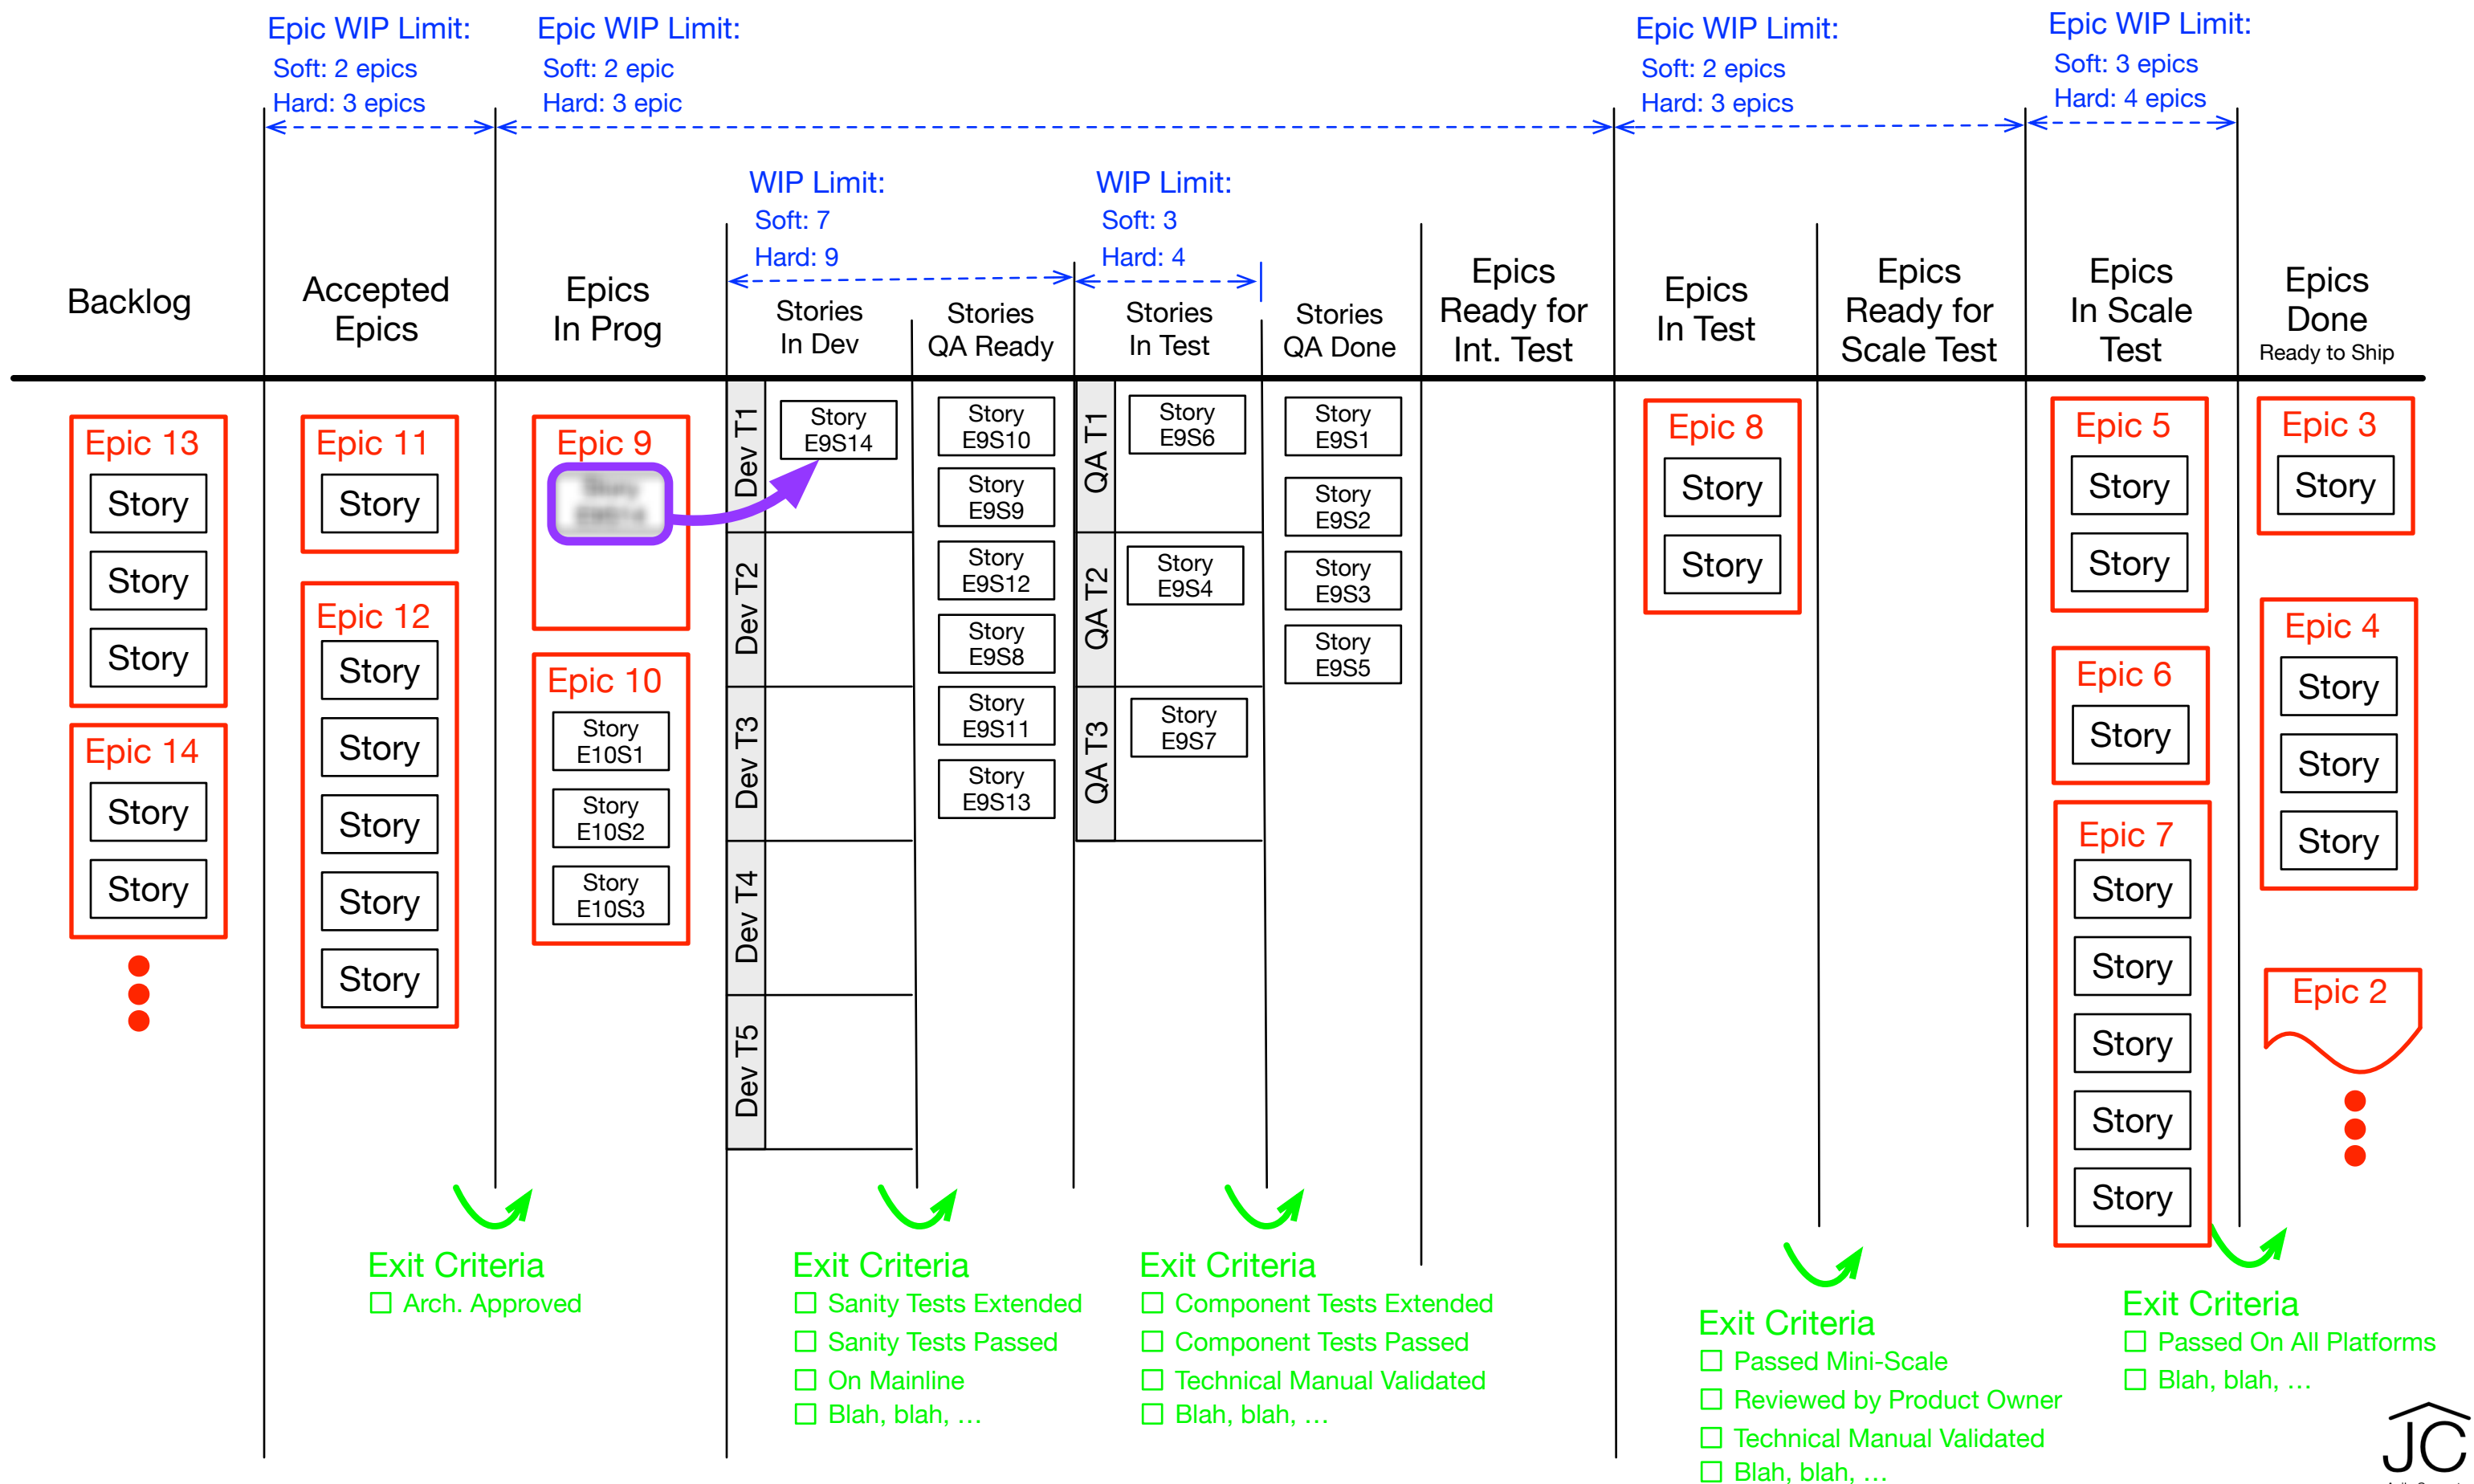 Epic WIP Limit:
Soft: 2 epics
Hard: 3 epics
Epic WIP Limit:
Soft: 2 epic
Hard: 3 epic
Epic WIP Limit:
Soft: 2 epics
Hard: 3 epics
Epic WIP Limit:
Soft: 3 epics
Hard: 4 epics
WIP Limit:
Soft: 7
Hard: 9
WIP Limit:
Soft: 3
Hard: 4
Backlog
Accepted
Epics
Epics
In Prog
Stories
In Dev
Stories
QA Ready
Stories
In Test
Stories
QA Done
Epics
Ready for
Int. Test
Epics
In Test
Epics
Ready for
Scale Test
Epics
In Scale
Test
Epics
Done
Ready to Ship
Epic 13
Story
Story
Story
Epic 14
Story
Story
Epic 11
Story
Epic 12
Story
Story
Story
Story
Story
Epic 9
Epic 10
Story
E10S1
Story
E10S2
Story
E10S3
Dev T1
Dev T2
Dev T3
Dev T4
Dev T5
Story
E9S14
Story
E9S10
Story
E9S9
Story
E9S12
Story
E9S8
Story
E9S11
Story
E9S13
QA T1
QA T2
QA T3
Story
E9S6
Story
E9S4
Story
E9S7
Story
E9S1
Story
E9S2
Story
E9S3
Story
E9S5
Epic 8
Story
Story
Epic 5
Story
Story
Epic 6
Story
Epic 7
Story
Story
Story
Story
Story
Epic 3
Story
Epic 4
Story
Story
Story
Epic 2
Exit Criteria
Arch. Approved
Exit Criteria
Sanity Tests Extended
Sanity Tests Passed
On Mainline
Blah, blah, …
Exit Criteria
Component Tests Extended
Component Tests Passed
Technical Manual Validated
Blah, blah, …
Exit Criteria
Passed Mini-Scale
Reviewed by Product Owner
Technical Manual Validated
Blah, blah, …
Exit Criteria
Passed On All Platforms
Blah, blah, …
JC